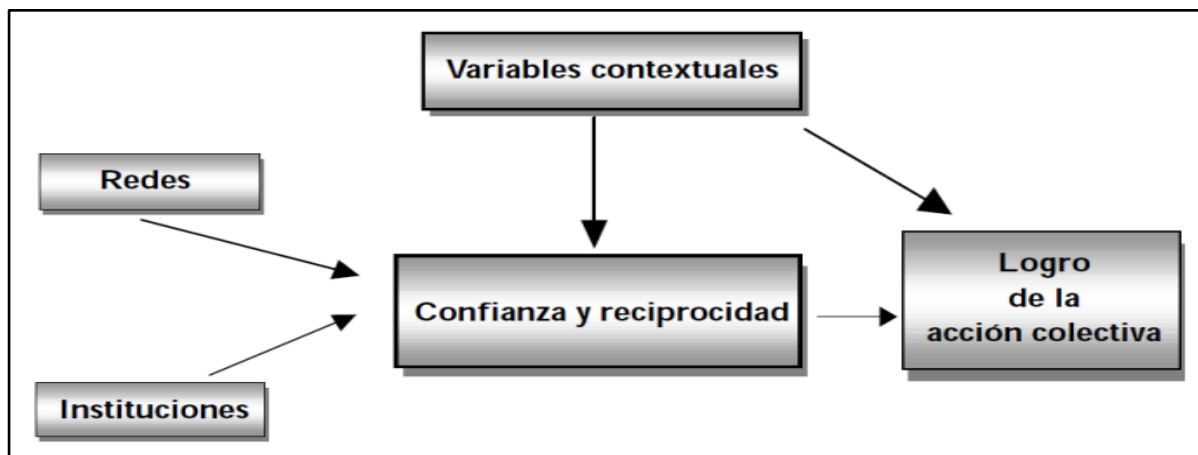 Variables contextuales
Redes
Confianza y reciprocidad
Logro
de la
acción colectiva
Instituciones